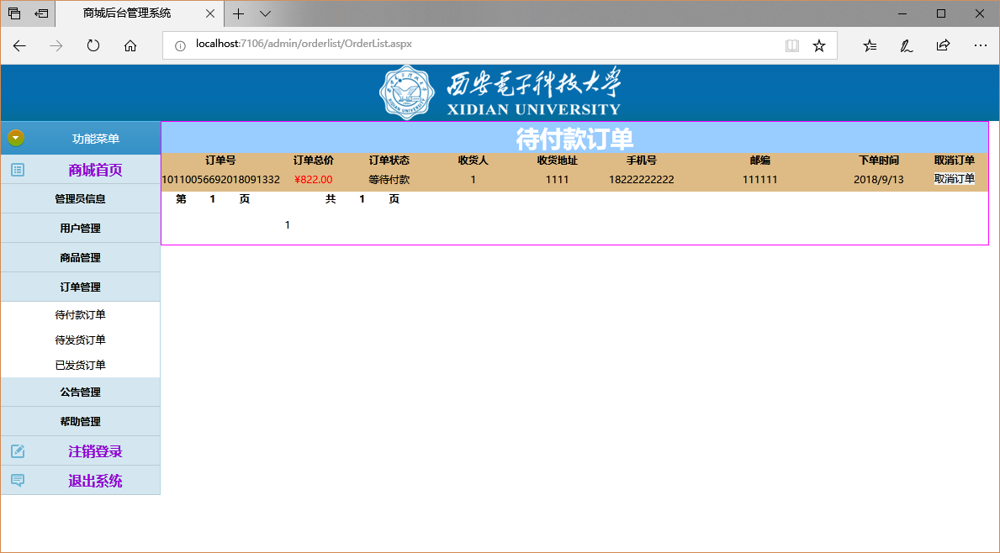 商城后台管理系统
localhost:7106/admin/orderlist/OrderList.aspx
西安電子科技大學
XIDIAN UNIVERSITY
功能菜单
商城首页
管理员信息
用户管理
商品管理
订单管理
待付款订单
待发货订单
已发货订单
公告管理
帮助管理
注销登录
退出系统
待付款订单
订单号 订单总价 订单状态 收货人 收货地址 手机号 邮编 下单时间 取消订单
10110056692018091332 ¥822.00 等待付款 1 1111 18222222222 111111 2018/9/13 取消订单
第 1 页 共 1 页
1